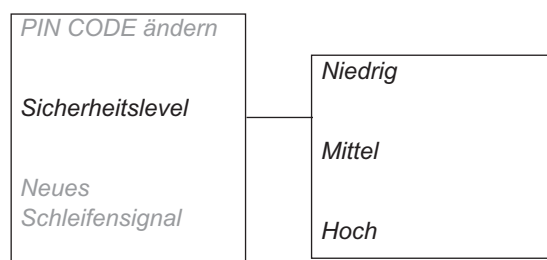 PIN CODE ändern
Sicherheitslevel
Neues
Schleifensignal
Niedrig
Mittel
Hoch